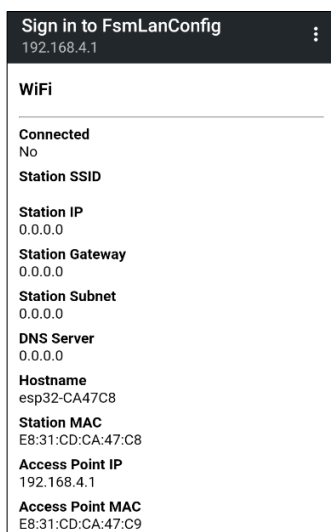 Sign in to FsmLanConfig
192.168.4.1
WiFi
Connected
No
Station SSID
Station IP
0.0.0.0
Station Gateway
0.0.0.0
Station Subnet
0.0.0.0
DNS Server
0.0.0.0
Hostname
esp32-CA47C8
Station MAC
E8:31:CD:CA:47:C8
Access Point IP
192.168.4.1
Access Point MAC
E8:31:CD:CA:47:C9